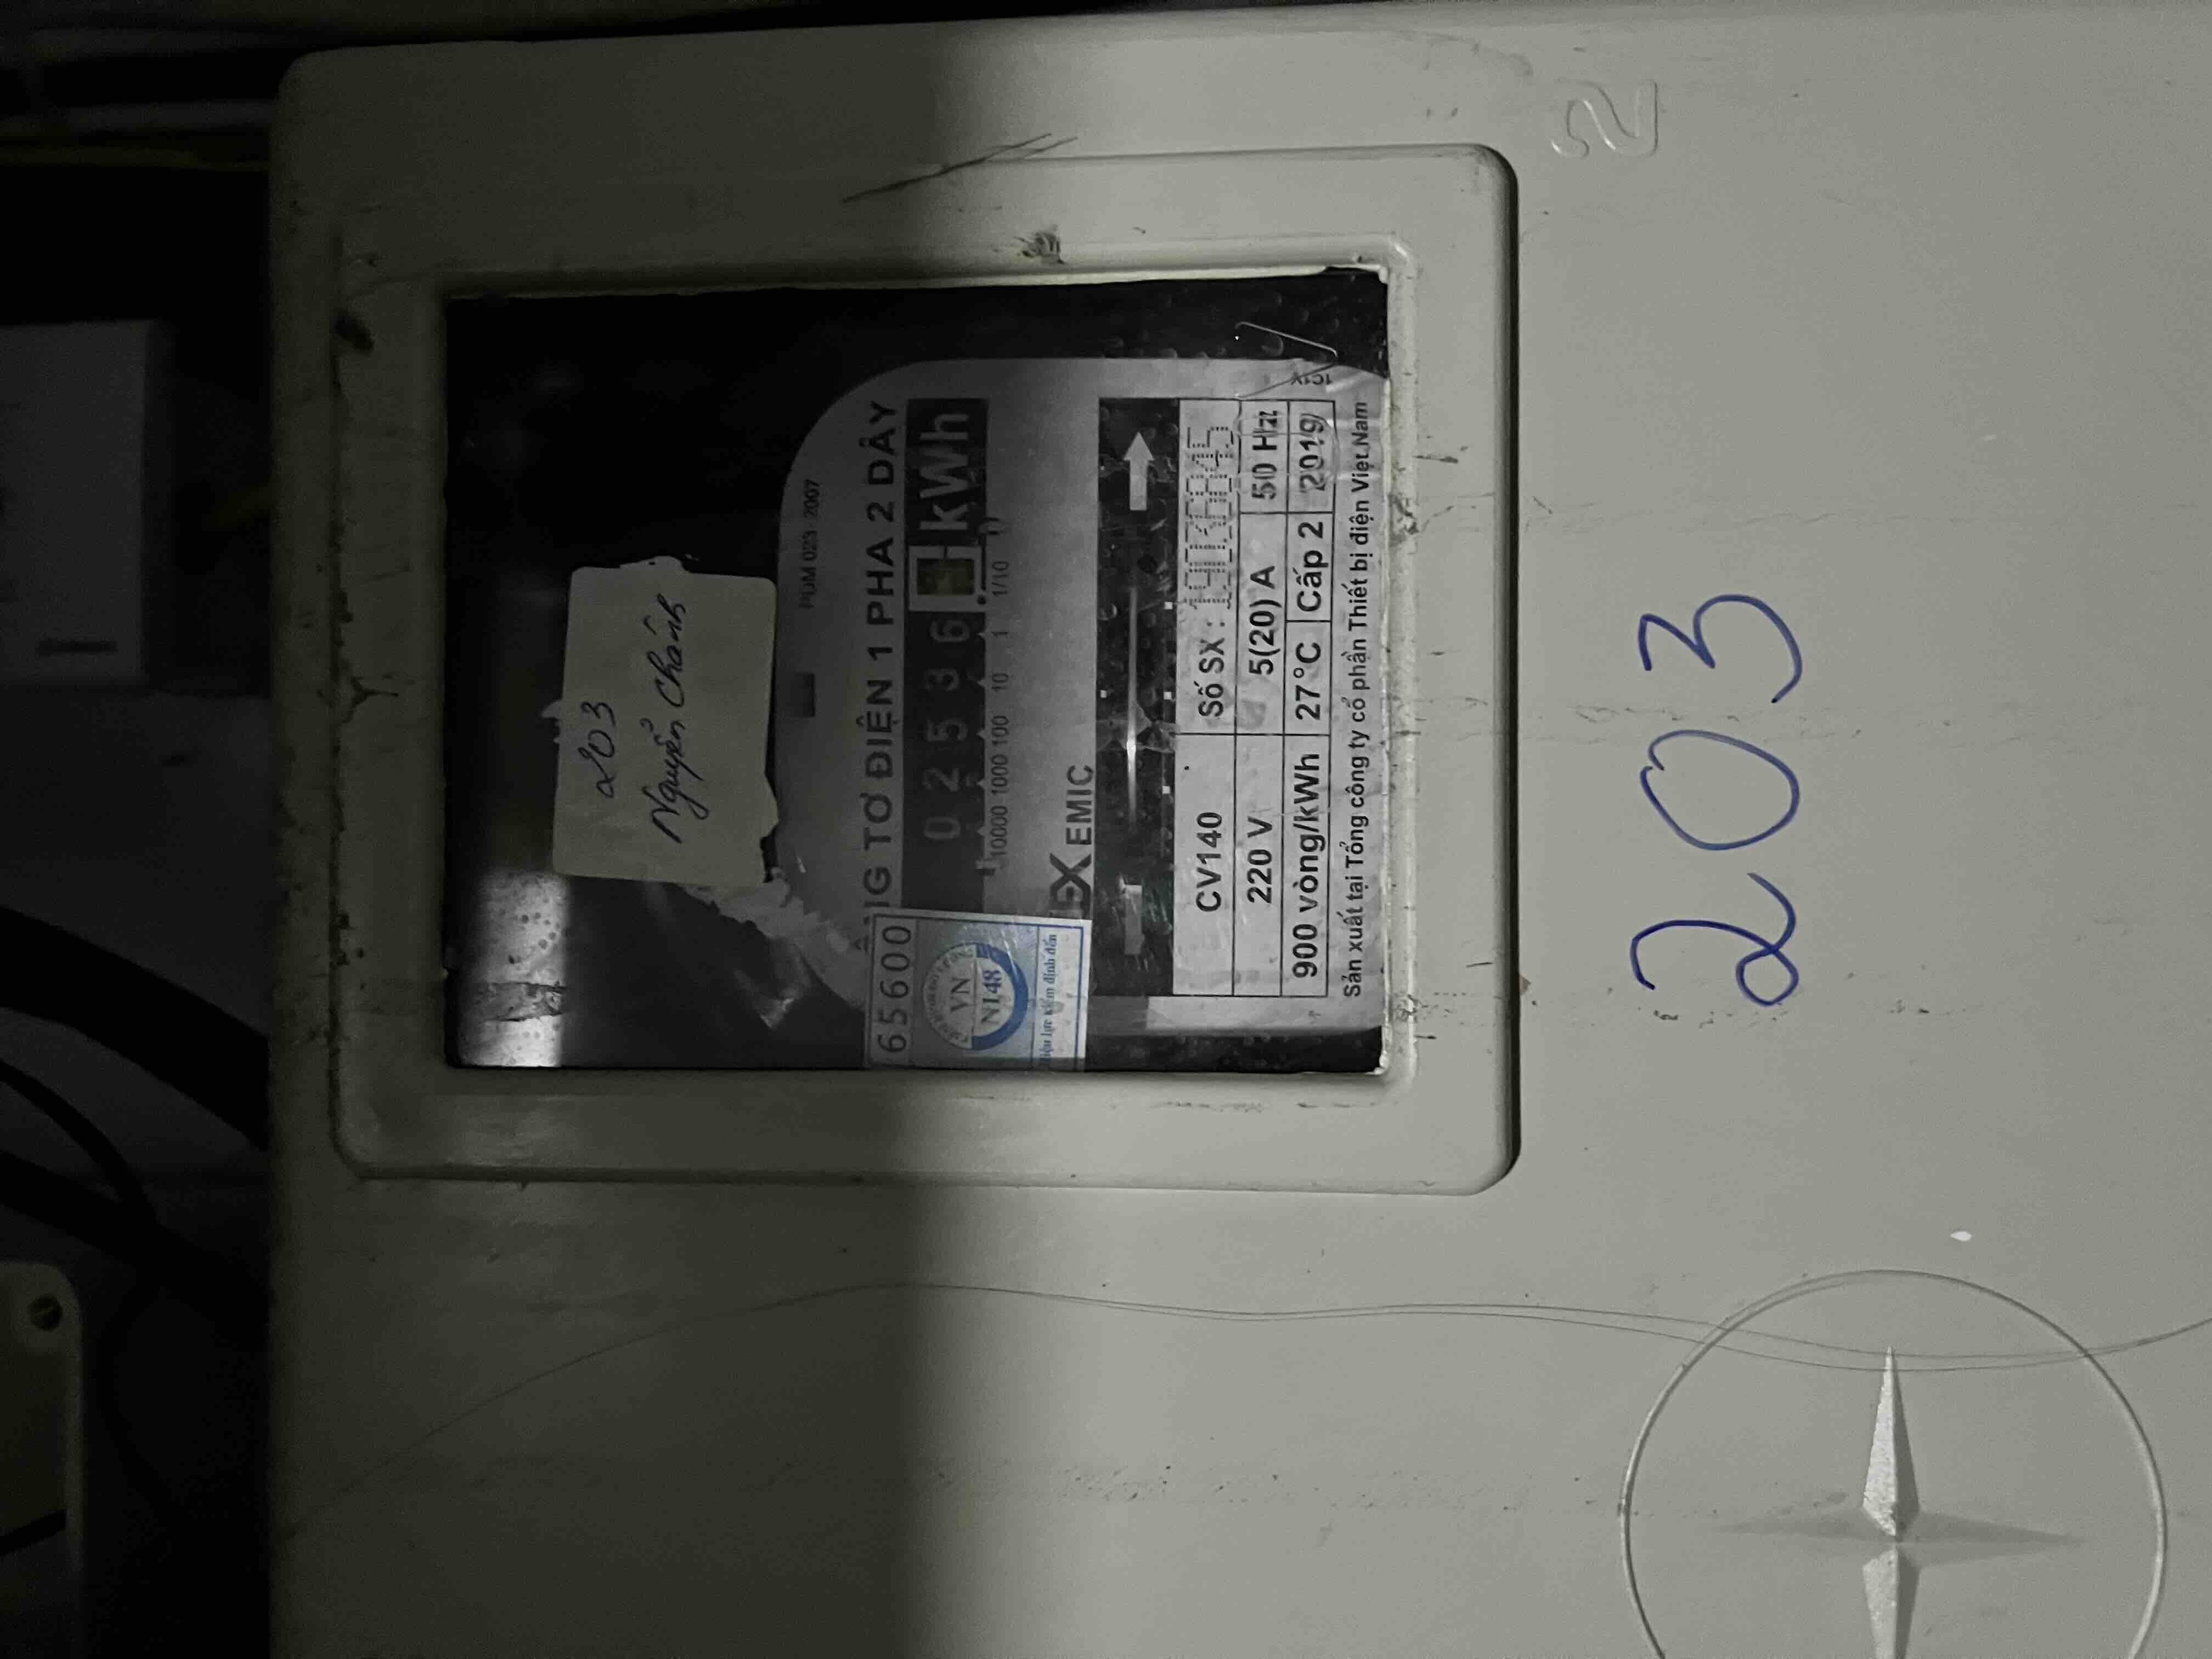 203
Nguyễn Chánh
PDM 023-2007
CÔNG TƠ ĐIỆN 1 PHA 2 DÂY
0 2 5 3 6
kWh
10000 1000 100 10 1 1/10
65600
VN
N148
EMIC
CV140
Số SX :
220 V
5(20) A
50 Hz
900 vòng/kWh
27°C
Cấp 2
2019
Sản xuất tại Tổng công ty cổ phần Thiết bị điện Việt Nam
203
2